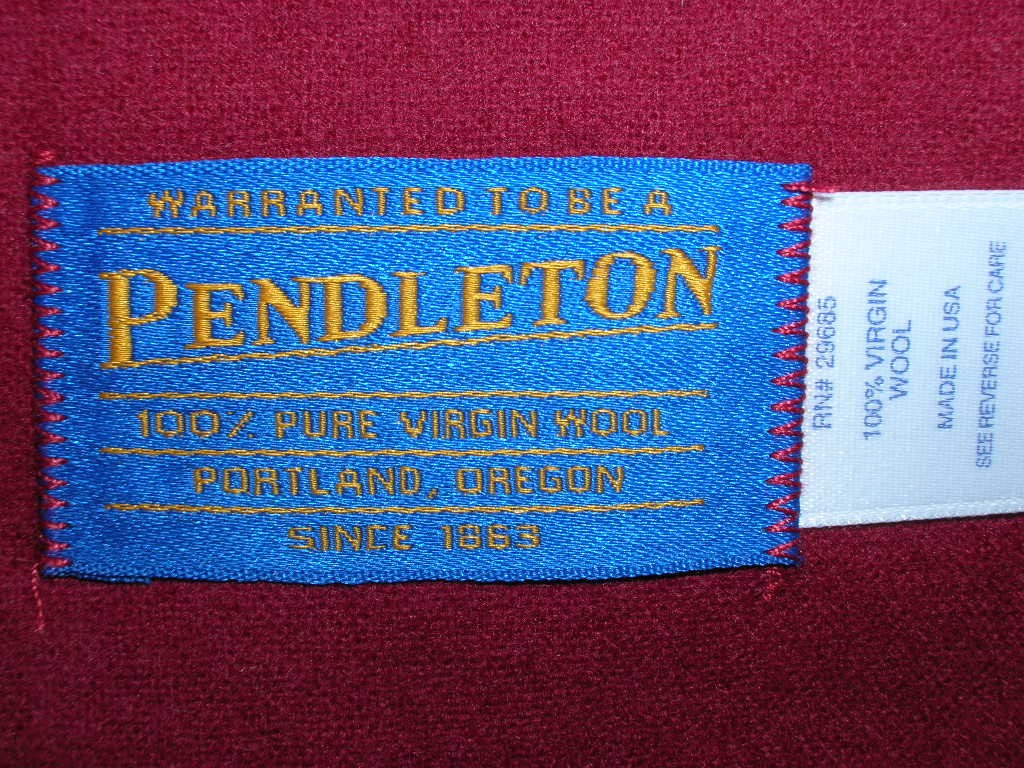 WARRANTED TO BE A
PENDLETON
100% PURE VIRGIN WOOL
PORTLAND, OREGON
SINCE 1863
RN# 29685
100% VIRGIN
WOOL
MADE IN USA
SEE REVERSE FOR CARE